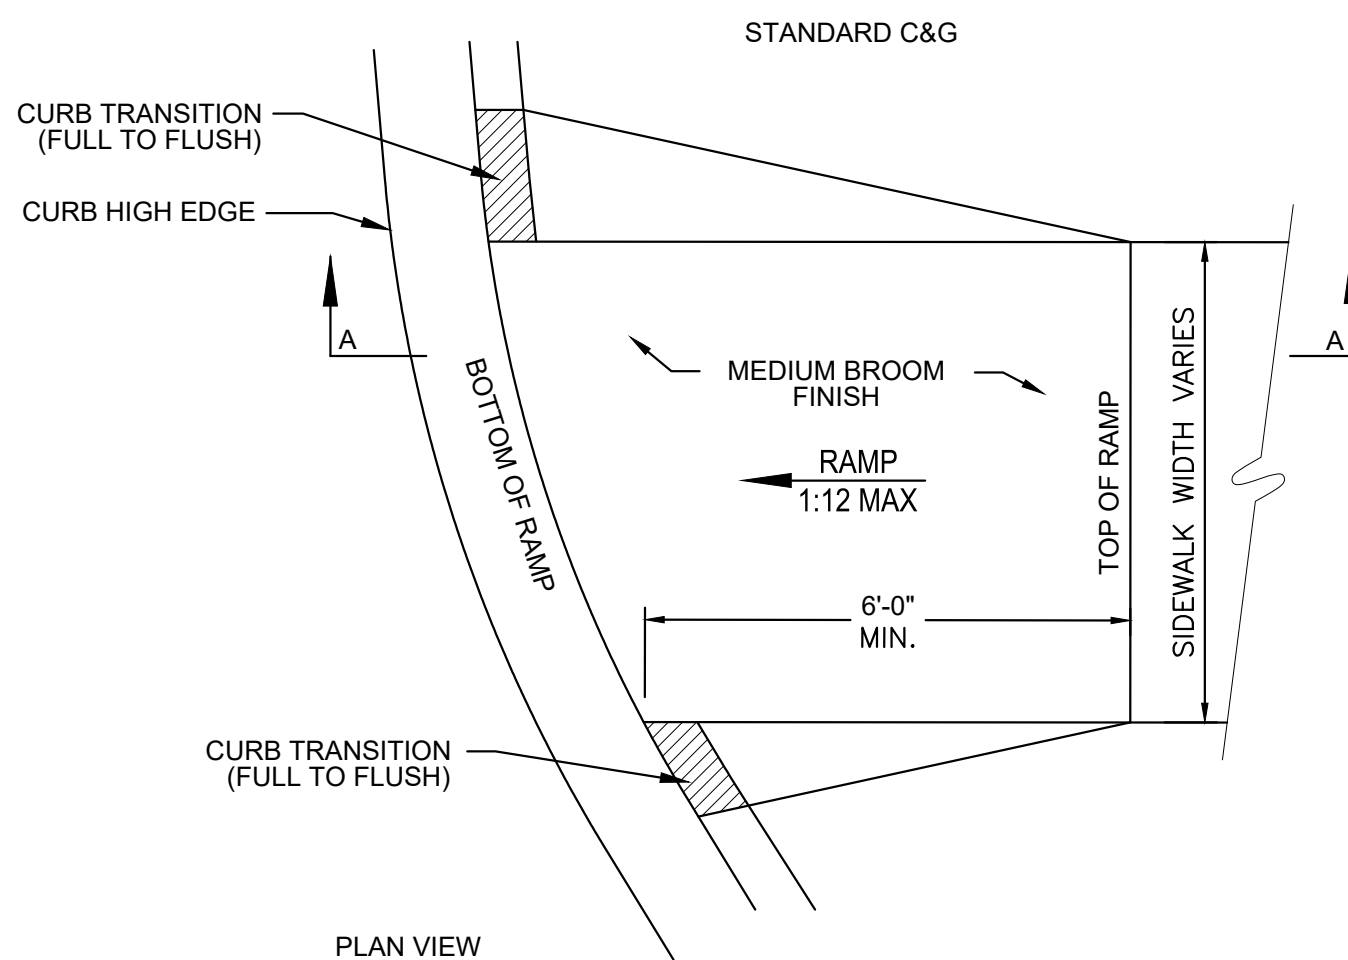 STANDARD C&G
CURB TRANSITION
(FULL TO FLUSH)
CURB HIGH EDGE
A
A
BOTTOM OF RAMP
MEDIUM BROOM
FINISH
RAMP
1:12 MAX
TOP OF RAMP
SIDEWALK WIDTH VARIES
6'-0"
MIN.
CURB TRANSITION
(FULL TO FLUSH)
PLAN VIEW